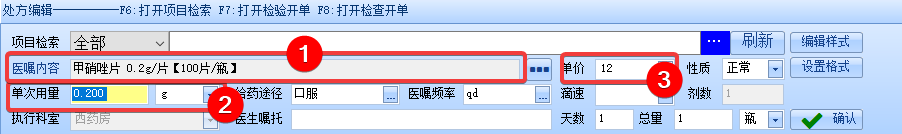 处方编辑————————F6:打开项目检索 F7:打开检验开单 F8:打开检查开单
项目检索 全部 ... 刷新 编辑样式
医嘱内容 甲硝唑片 0.2g/片【100片/瓶】 1 单价 12 3 性质 正常 设置格式
单次用量 0.200 g 2 给药途径 口服 ... 医嘱频率 qd ... 滴速 剂数 1
执行科室 西药房 医生嘱托 天数 1 总量 1 瓶 确认